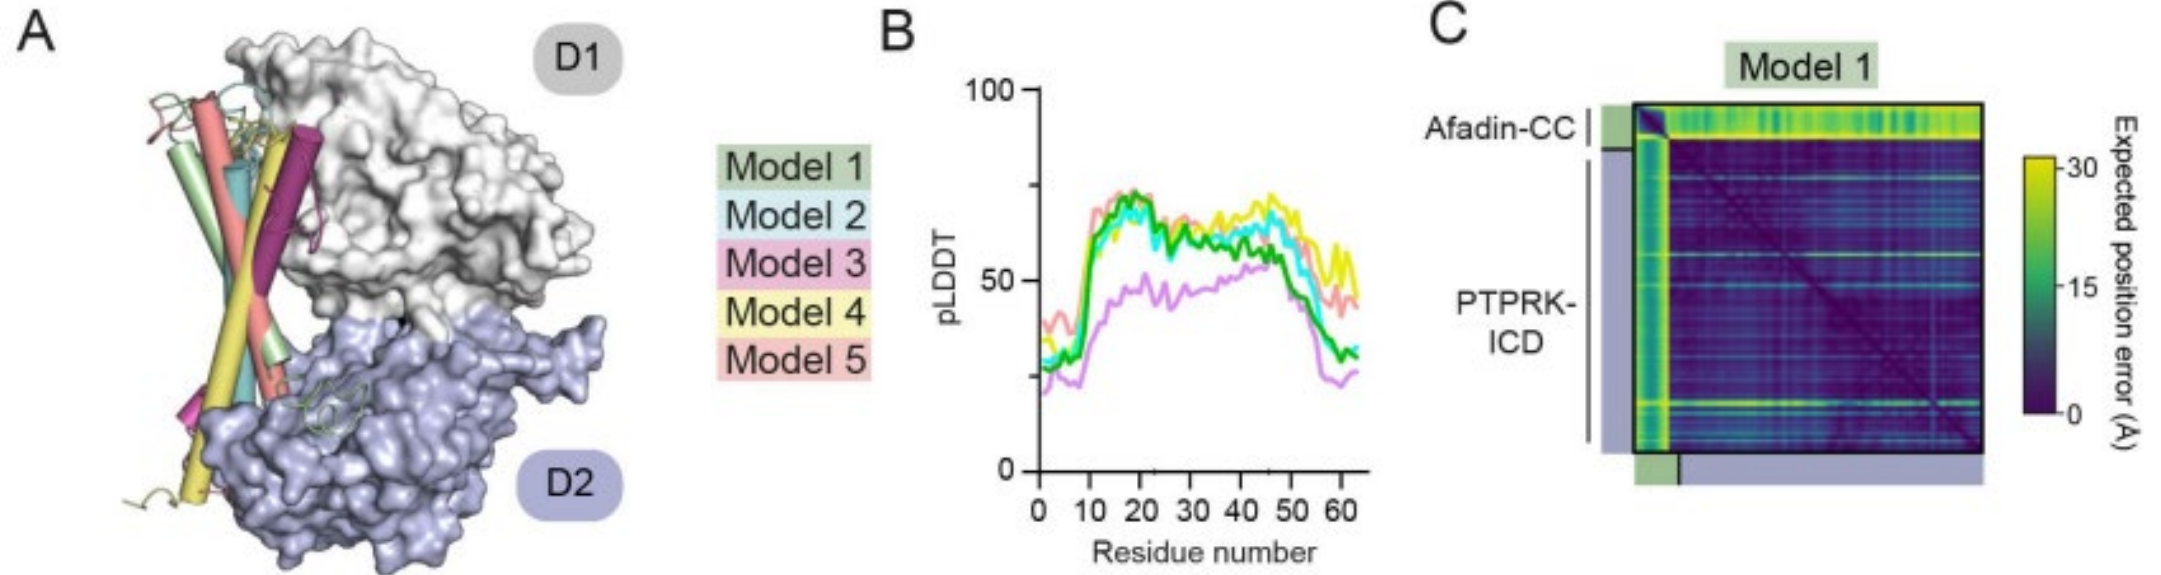 A
D1
D2
Model 1
Model 2
Model 3
Model 4
Model 5
B
100
50
0
pLDDT
0 10 20 30 40 50 60
Residue number
C
Model 1
Afadin-CC
PTPRK-
ICD
30
15
0
Expected position error (Å)